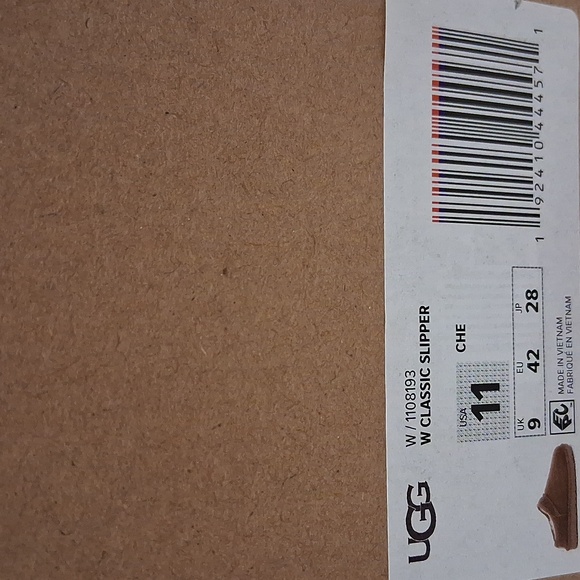 UGG
W / 1108193
W CLASSIC SLIPPER
USA
11
CHE
UK EU JP
9 42 28
MADE IN VIETNAM
FABRIQUÉ EN VIETNAM
1 92410 44457 1